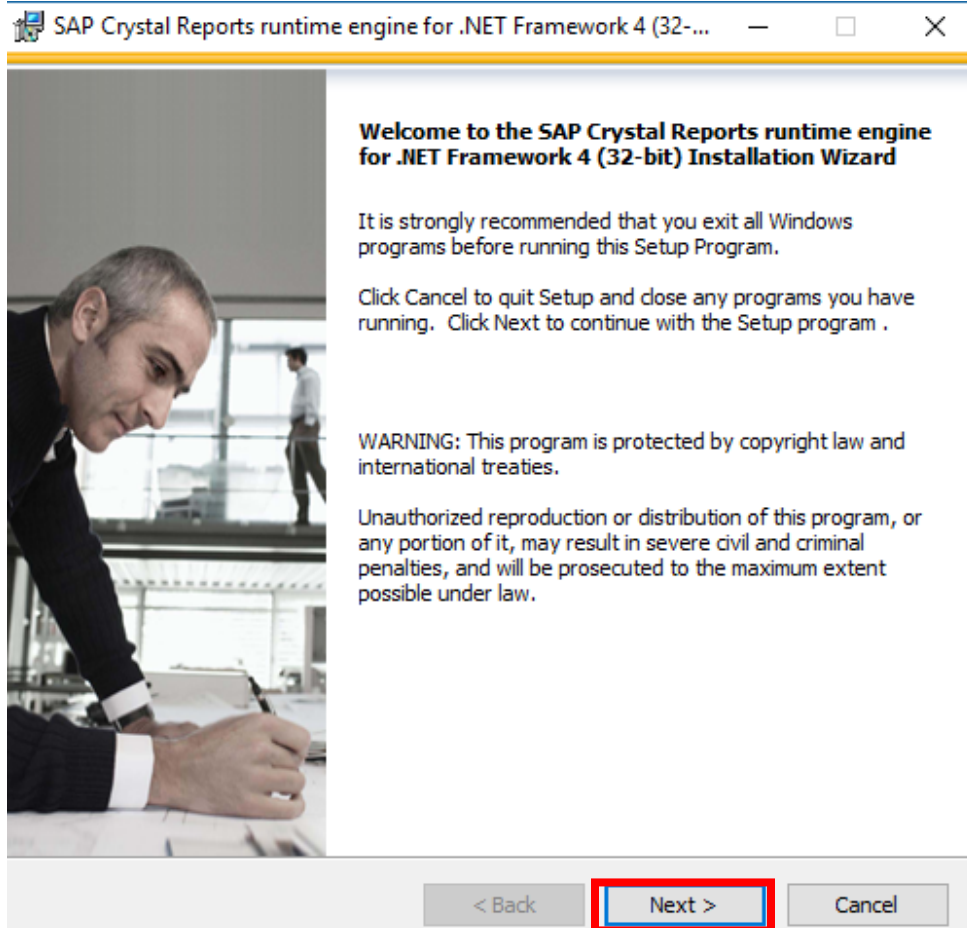 SAP Crystal Reports runtime engine for .NET Framework 4 (32-...
Welcome to the SAP Crystal Reports runtime engine
for .NET Framework 4 (32-bit) Installation Wizard
It is strongly recommended that you exit all Windows
programs before running this Setup Program.
Click Cancel to quit Setup and close any programs you have
running. Click Next to continue with the Setup program .
WARNING: This program is protected by copyright law and
international treaties.
Unauthorized reproduction or distribution of this program, or
any portion of it, may result in severe civil and criminal
penalties, and will be prosecuted to the maximum extent
possible under law.
< Back Next > Cancel